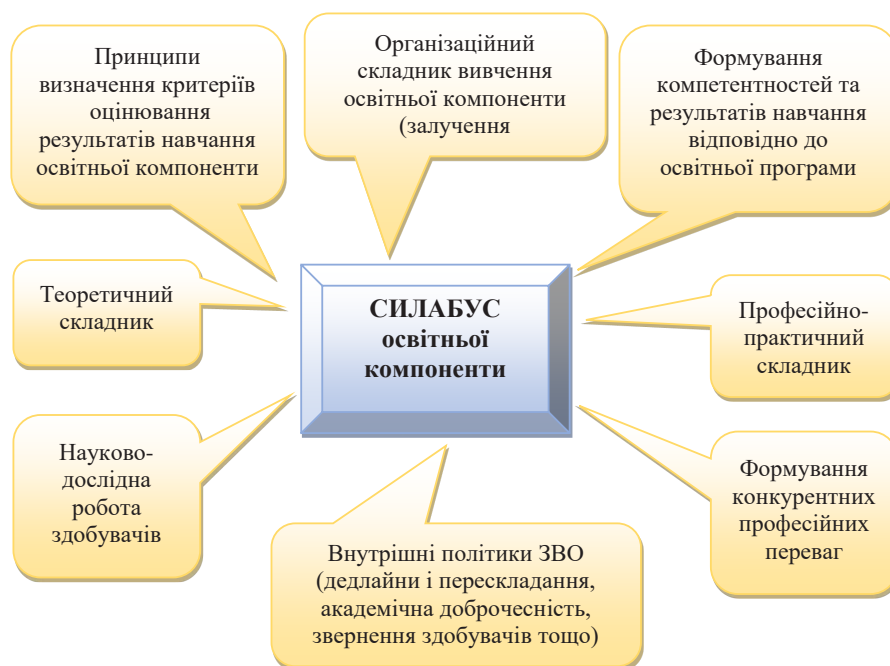 Принципи
визначення критеріїв
оцінювання
результатів навчання
освітньої компоненти
Організаційний
складник вивчення
освітньої компоненти
(залучення
Формування
компетентностей та
результатів навчання
відповідно до
освітньої програми
Теоретичний
складник
СИЛАБУС
освітньої
компоненти
Професійно-
практичний
складник
Науково-
дослідна
робота
здобувачів
Внутрішні політики ЗВО
(дедлайни і перескладання,
академічна доброчесність,
звернення здобувачів тощо)
Формування
конкурентних
професійних
переваг